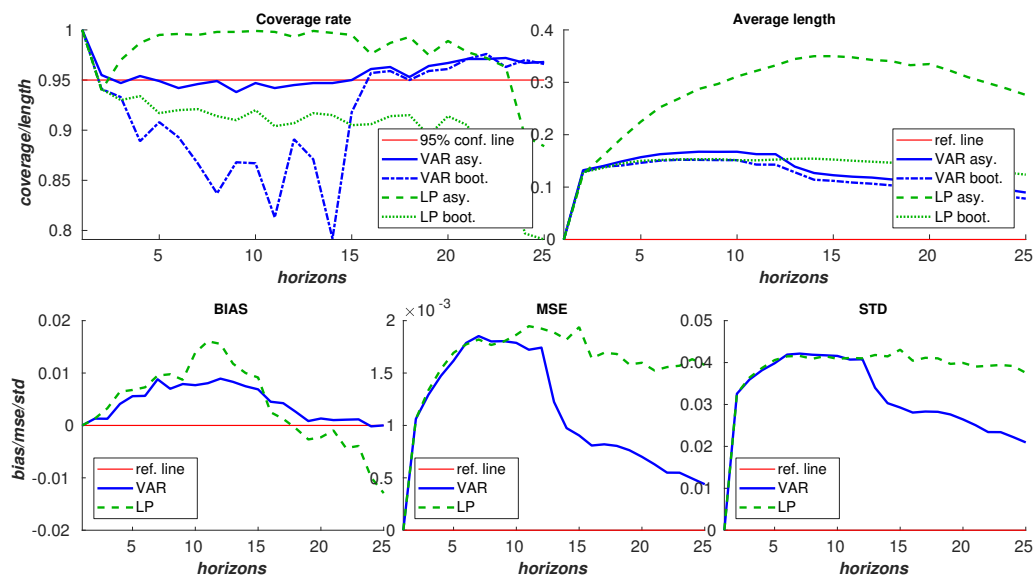 Coverage rate
coverage/length
1
0.95
0.9
0.85
0.8
5 10 15 20 25
horizons
95% conf. line
VAR asy.
VAR boot.
LP asy.
LP boot.
Average length
0.4
0.3
0.2
0.1
0
5 10 15 20 25
horizons
ref. line
VAR asy.
VAR boot.
LP asy.
LP boot.
BIAS
bias/mse/std
0.02
0.01
0
-0.01
-0.02
5 10 15 20 25
horizons
ref. line
VAR
LP
MSE
×10⁻³
2
1.5
1
0.5
0
5 10 15 20 25
horizons
ref. line
VAR
LP
STD
0.05
0.04
0.03
0.02
0.01
0
5 10 15 20 25
horizons
ref. line
VAR
LP